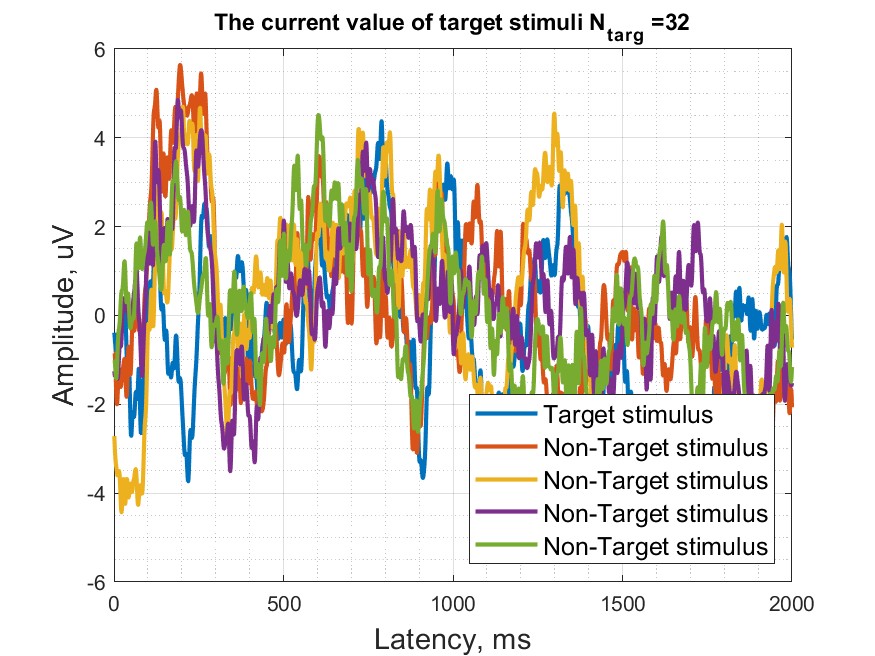 The current value of target stimuli N_targ =32
6
4
2
0
-2
-4
-6
Amplitude, uV
0 500 1000 1500 2000
Latency, ms
Target stimulus
Non-Target stimulus
Non-Target stimulus
Non-Target stimulus
Non-Target stimulus